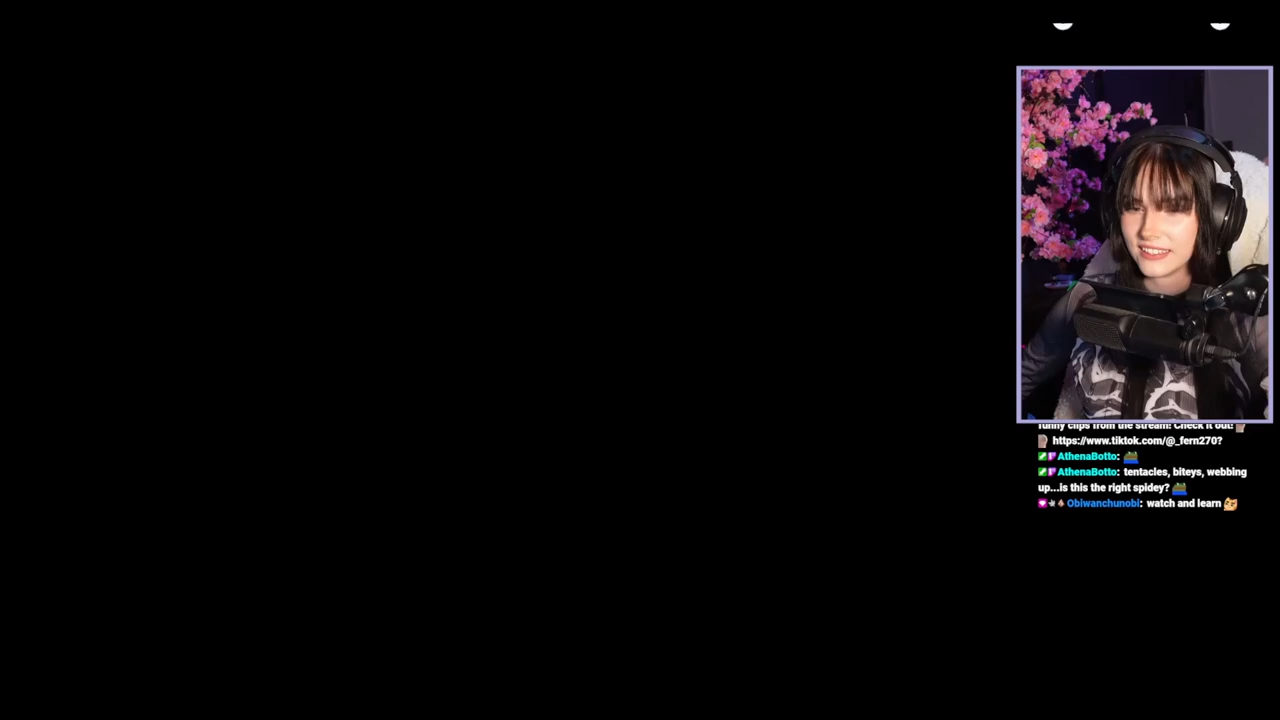 funny clips from the stream! Check it out!
https://www.tiktok.com/@_fern270?
AthenaBotto:
AthenaBotto: tentacles, biteys, webbing
up...is this the right spidey?
Obiwanchunobi: watch and learn